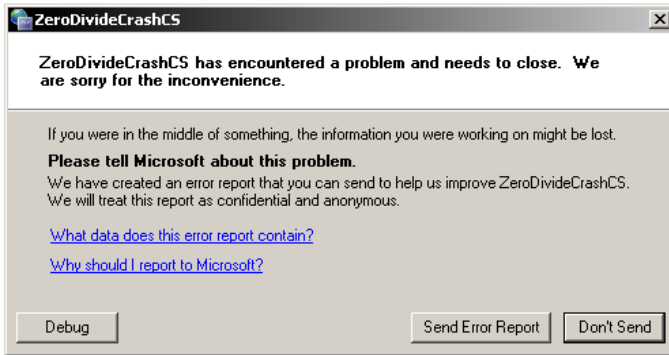 ZeroDivideCrashCS
ZeroDivideCrashCS has encountered a problem and needs to close. We
are sorry for the inconvenience.
If you were in the middle of something, the information you were working on might be lost.
Please tell Microsoft about this problem.
We have created an error report that you can send to help us improve ZeroDivideCrashCS.
We will treat this report as confidential and anonymous.
What data does this error report contain?
Why should I report to Microsoft?
Debug Send Error Report Don't Send